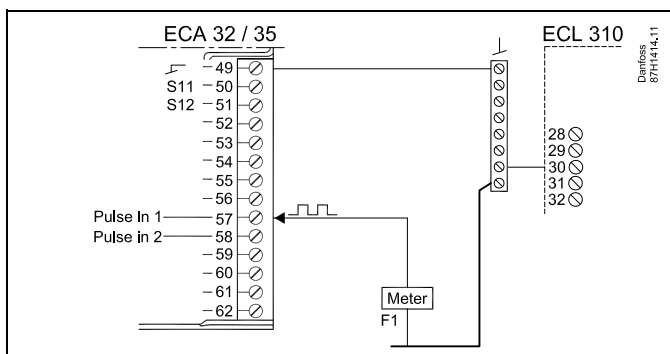 ECA 32 / 35
ECL 310
Danfoss
87H1414.11
49
S11 50
S12 51
52
53
54
55
56
Pulse In 1 57
Pulse in 2 58
59
60
61
62
28
29
30
31
32
Meter
F1